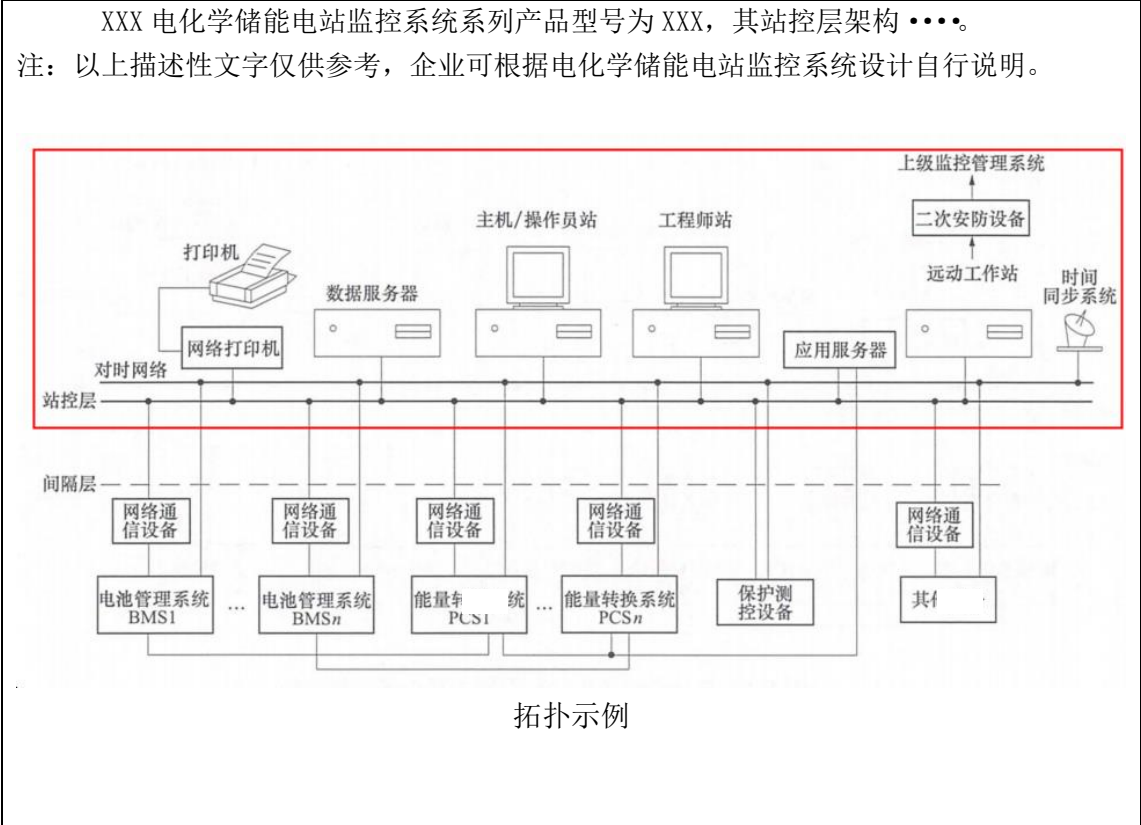 XXX 电化学储能电站监控系统系列产品型号为 XXX，其站控层架构 ••••。
注：以上描述性文字仅供参考，企业可根据电化学储能电站监控系统设计自行说明。
上级监控管理系统
主机/操作员站
工程师站
二次安防设备
打印机
远动工作站
时间
同步系统
数据服务器
网络打印机
应用服务器
对时网络
站控层
间隔层
网络通
信设备
网络通
信设备
网络通
信设备
网络通
信设备
网络通
信设备
电池管理系统
BMS1
…
电池管理系统
BMSn
能量转 统
PCS1
…
能量转换系统
PCSn
保护测
控设备
拓扑示例